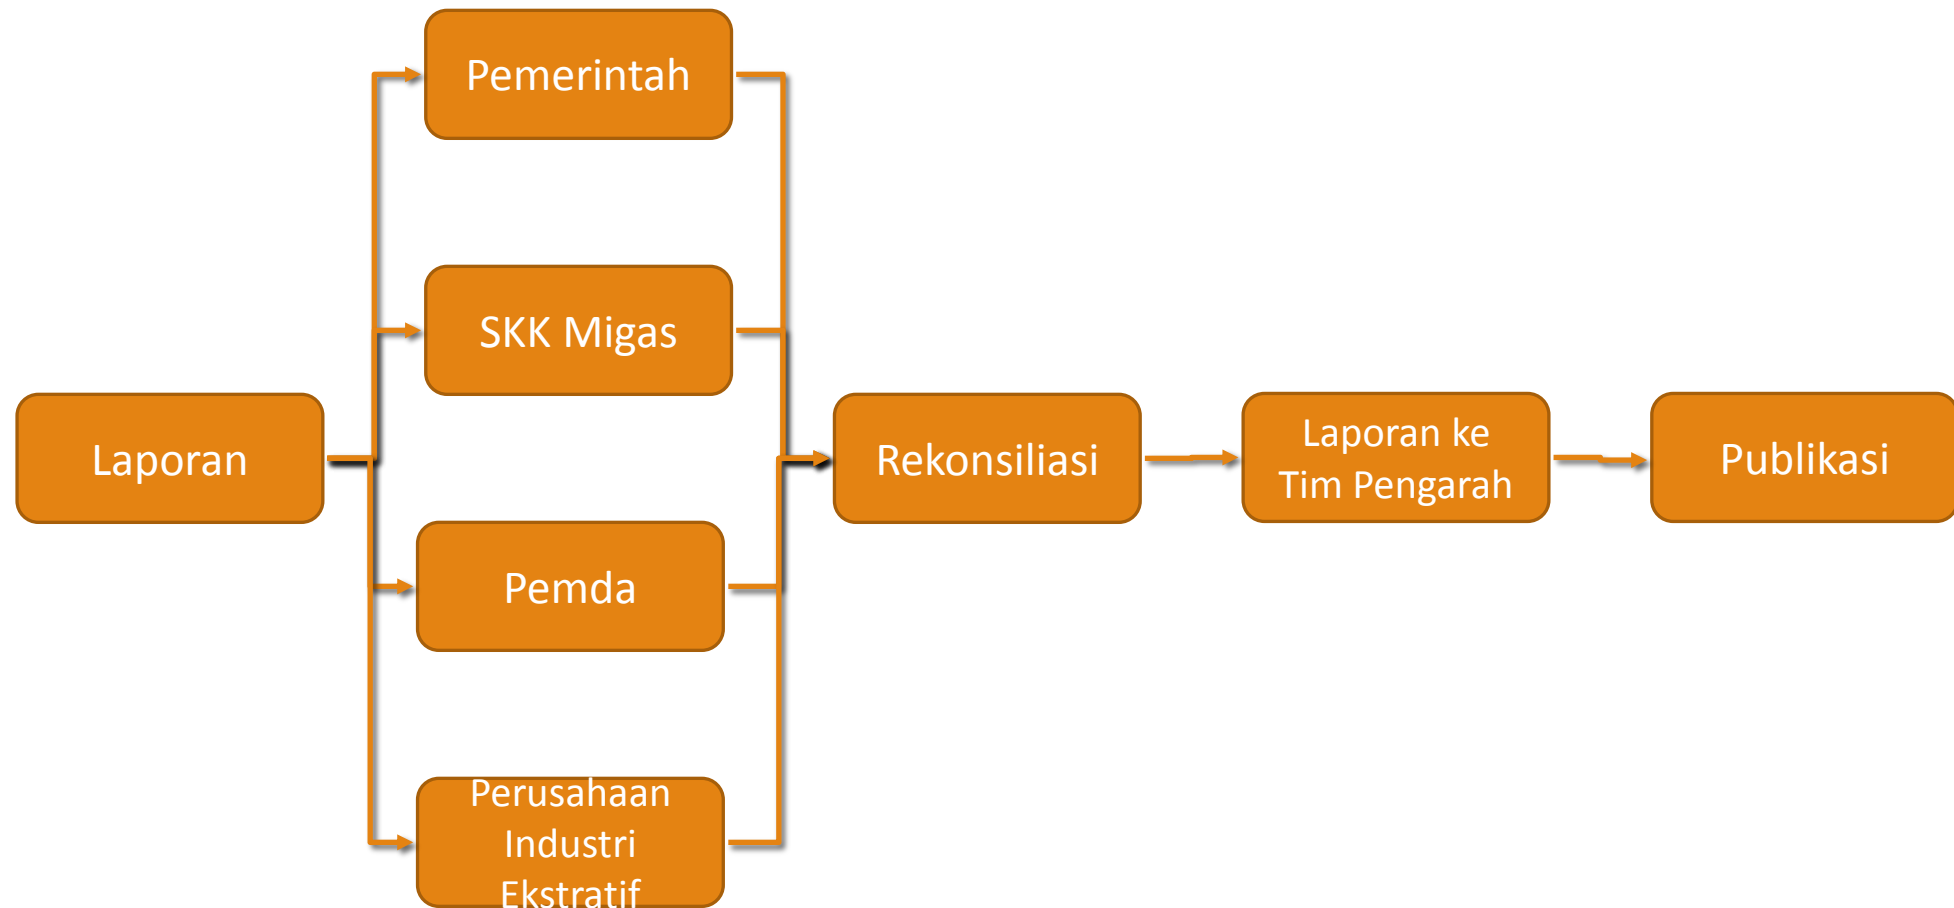 Pemerintah
SKK Migas
Laporan
Pemda
Perusahaan
Industri
Ekstratif
Rekonsiliasi
Laporan ke
Tim Pengarah
Publikasi